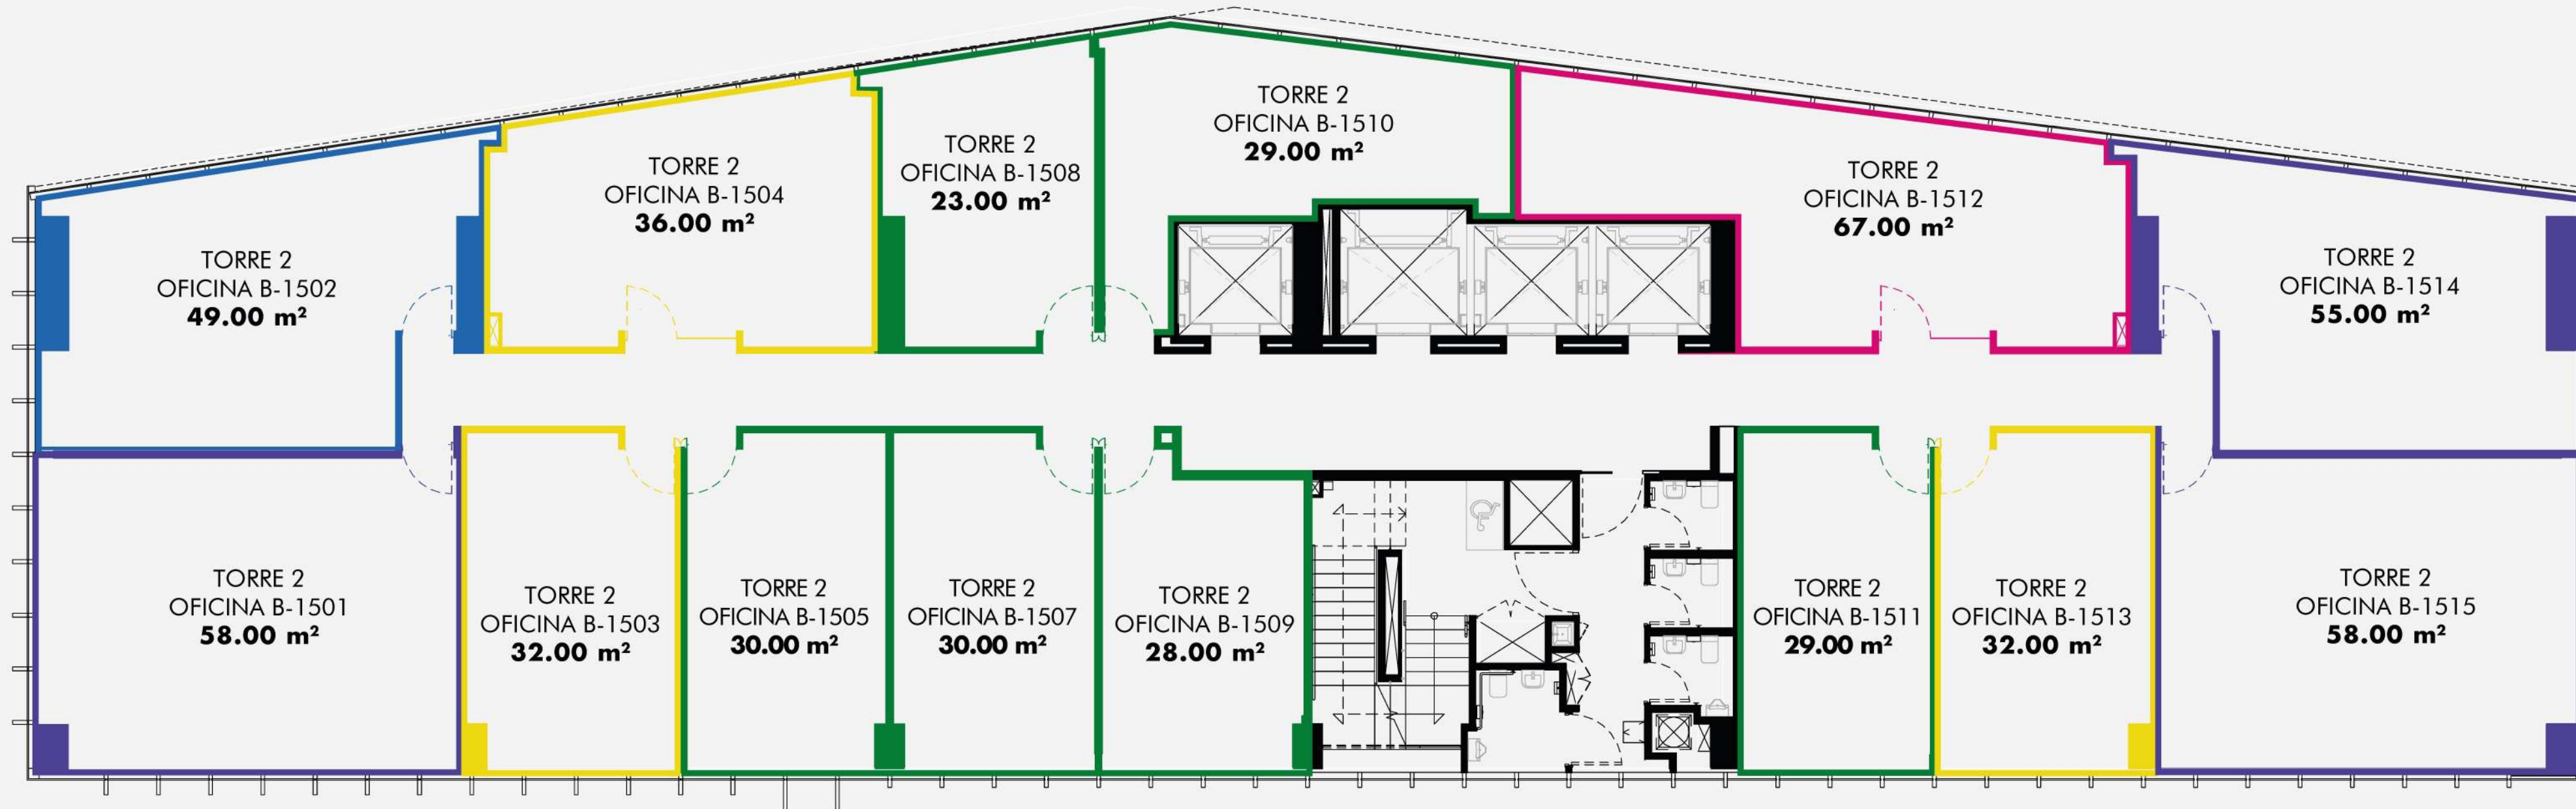 TORRE 2
OFICINA B-1502
49.00 m²
TORRE 2
OFICINA B-1504
36.00 m²
TORRE 2
OFICINA B-1508
23.00 m²
TORRE 2
OFICINA B-1510
29.00 m²
TORRE 2
OFICINA B-1512
67.00 m²
TORRE 2
OFICINA B-1514
55.00 m²
TORRE 2
OFICINA B-1501
58.00 m²
TORRE 2
OFICINA B-1503
32.00 m²
TORRE 2
OFICINA B-1505
30.00 m²
TORRE 2
OFICINA B-1507
30.00 m²
TORRE 2
OFICINA B-1509
28.00 m²
TORRE 2
OFICINA B-1511
29.00 m²
TORRE 2
OFICINA B-1513
32.00 m²
TORRE 2
OFICINA B-1515
58.00 m²